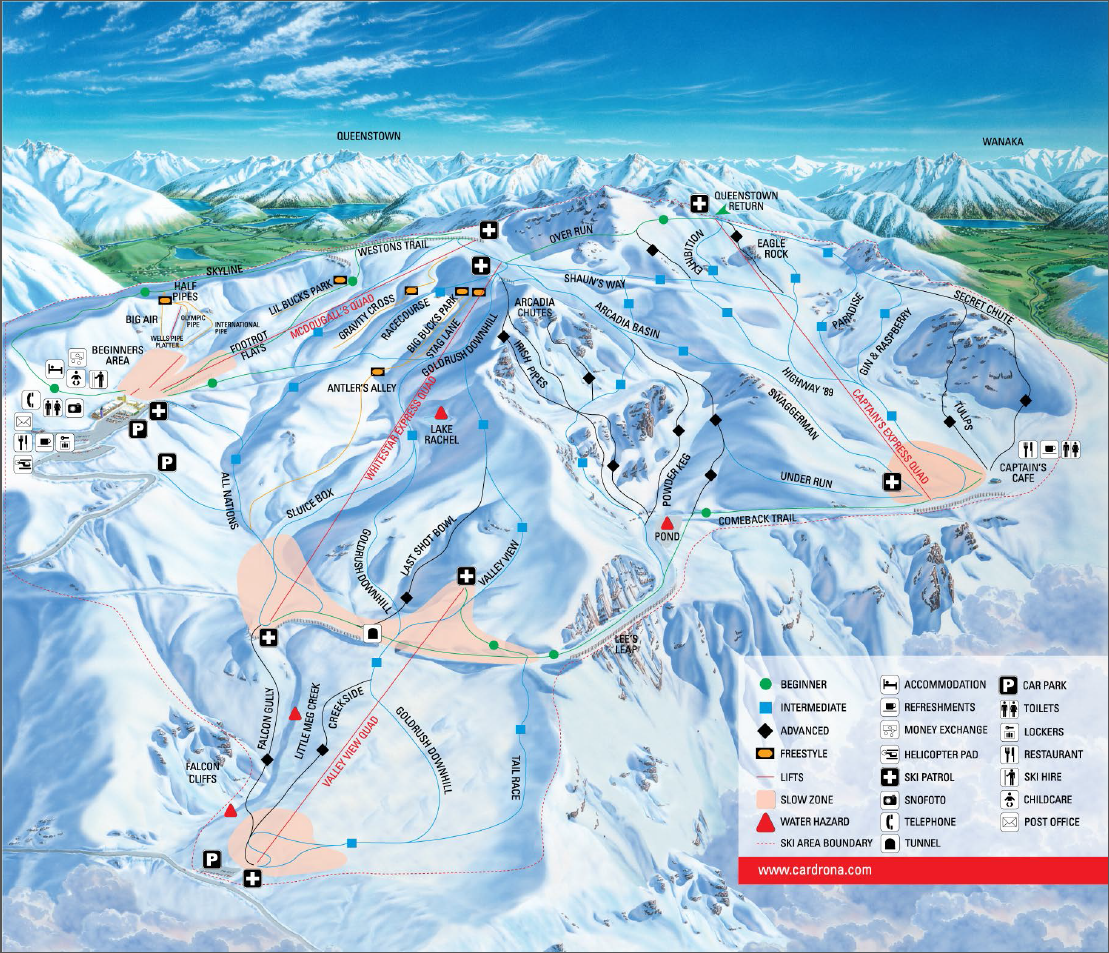 QUEENSTOWN
WANAKA
QUEENSTOWN
RETURN
OVER RUN
EXHIBITION
EAGLE
ROCK
WESTONS TRAIL
SKYLINE
HALF
PIPES
LIL BUCKS PARK
MCDOUGALL'S QUAD
GRAVITY CROSS
RACECOURSE
BIG BUCKS PARK
STAG LANE
GOLDRUSH DOWNHILL
SHAUN'S WAY
ARCADIA
CHUTES
ARCADIA BASIN
PARADISE
GIN & RASPBERRY
SECRET CHUTE
BIG AIR
OLYMPIC
PIPE
INTERNATIONAL
PIPE
WELLS PIPE
PLATTER
FOOTROT
FLATS
BEGINNERS
AREA
IRISH PIPES
ANTLER'S ALLEY
WHITESTAR EXPRESS QUAD
LAKE
RACHEL
HIGHWAY '89
SWAGGERMAN
CAPTAIN'S EXPRESS QUAD
TULIPS
CAPTAIN'S
CAFE
P
P
ALL NATIONS
SLUICE BOX
POWDER KEG
UNDER RUN
COMEBACK TRAIL
POND
GOLDRUSH DOWNHILL
LAST SHOT BOWL
VALLEY VIEW
LEE'S
LEAP
FALCON GULLY
LITTLE MEG CREEK
CREEKSIDE
VALLEY VIEW QUAD
GOLDRUSH DOWNHILL
TAIL RACE
FALCON
CLIFFS
P
BEGINNER
INTERMEDIATE
ADVANCED
FREESTYLE
LIFTS
SLOW ZONE
WATER HAZARD
SKI AREA BOUNDARY
ACCOMMODATION
REFRESHMENTS
MONEY EXCHANGE
HELICOPTER PAD
SKI PATROL
SNOFOTO
TELEPHONE
TUNNEL
P CAR PARK
TOILETS
LOCKERS
RESTAURANT
SKI HIRE
CHILDCARE
POST OFFICE
www.cardrona.com